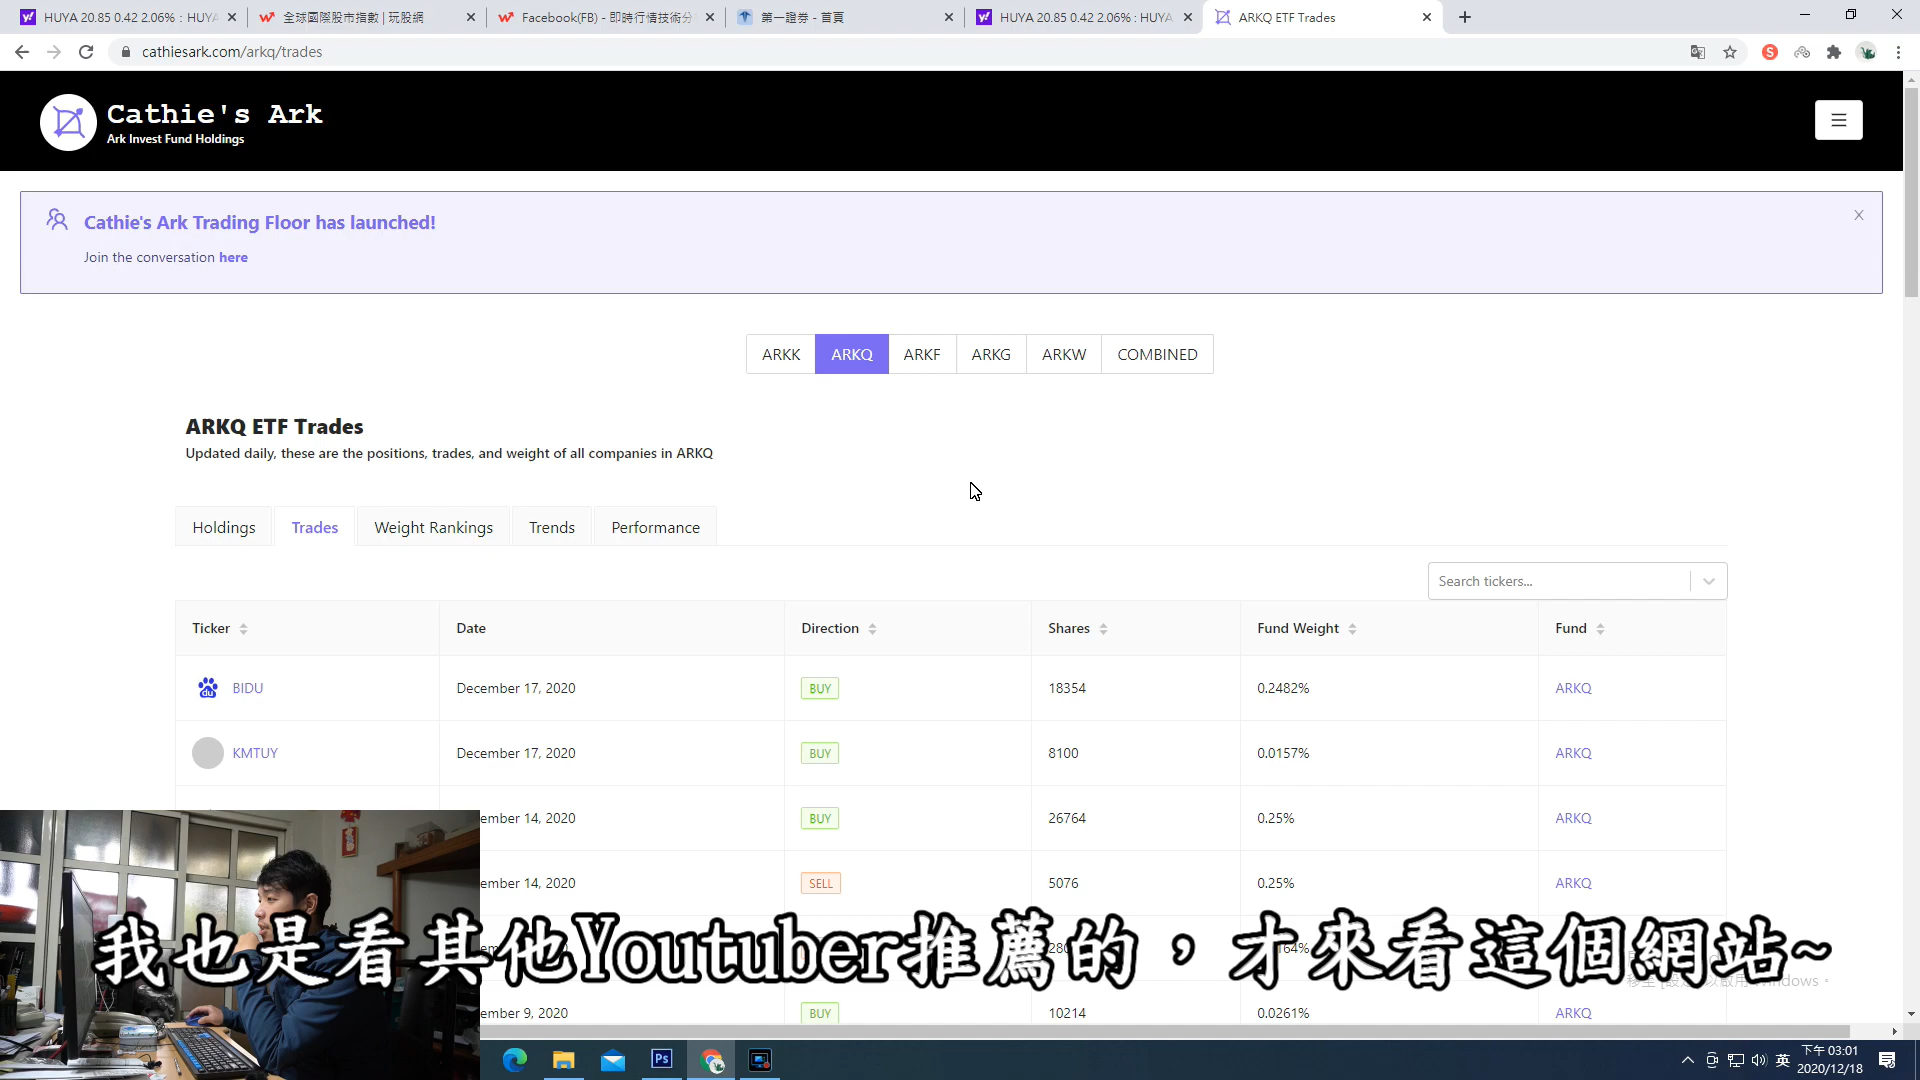 HUYA 20.85 0.42 2.06% : HUYA
全球國際股市指數 | 玩股網
Facebook(FB) - 即時行情技術分
第一證券 - 首頁
HUYA 20.85 0.42 2.06% : HUYA
ARKQ ETF Trades
cathiesark.com/arkq/trades
Cathie's Ark
Ark Invest Fund Holdings
Cathie's Ark Trading Floor has launched!
Join the conversation here
ARKK ARKQ ARKF ARKG ARKW COMBINED
ARKQ ETF Trades
Updated daily, these are the positions, trades, and weight of all companies in ARKQ
Holdings Trades Weight Rankings Trends Performance
Search tickers...
Ticker Date Direction Shares Fund Weight Fund
BIDU December 17, 2020 BUY 18354 0.2482% ARKQ
KMTUY December 17, 2020 BUY 8100 0.0157% ARKQ
ember 14, 2020 BUY 26764 0.25% ARKQ
ember 14, 2020 SELL 5076 0.25% ARKQ
我也是看其他Youtuber推薦的，才來看這個網站~
ember 9, 2020 BUY 10214 0.0261% ARKQ
Ps
英
下午 03:01
2020/12/18